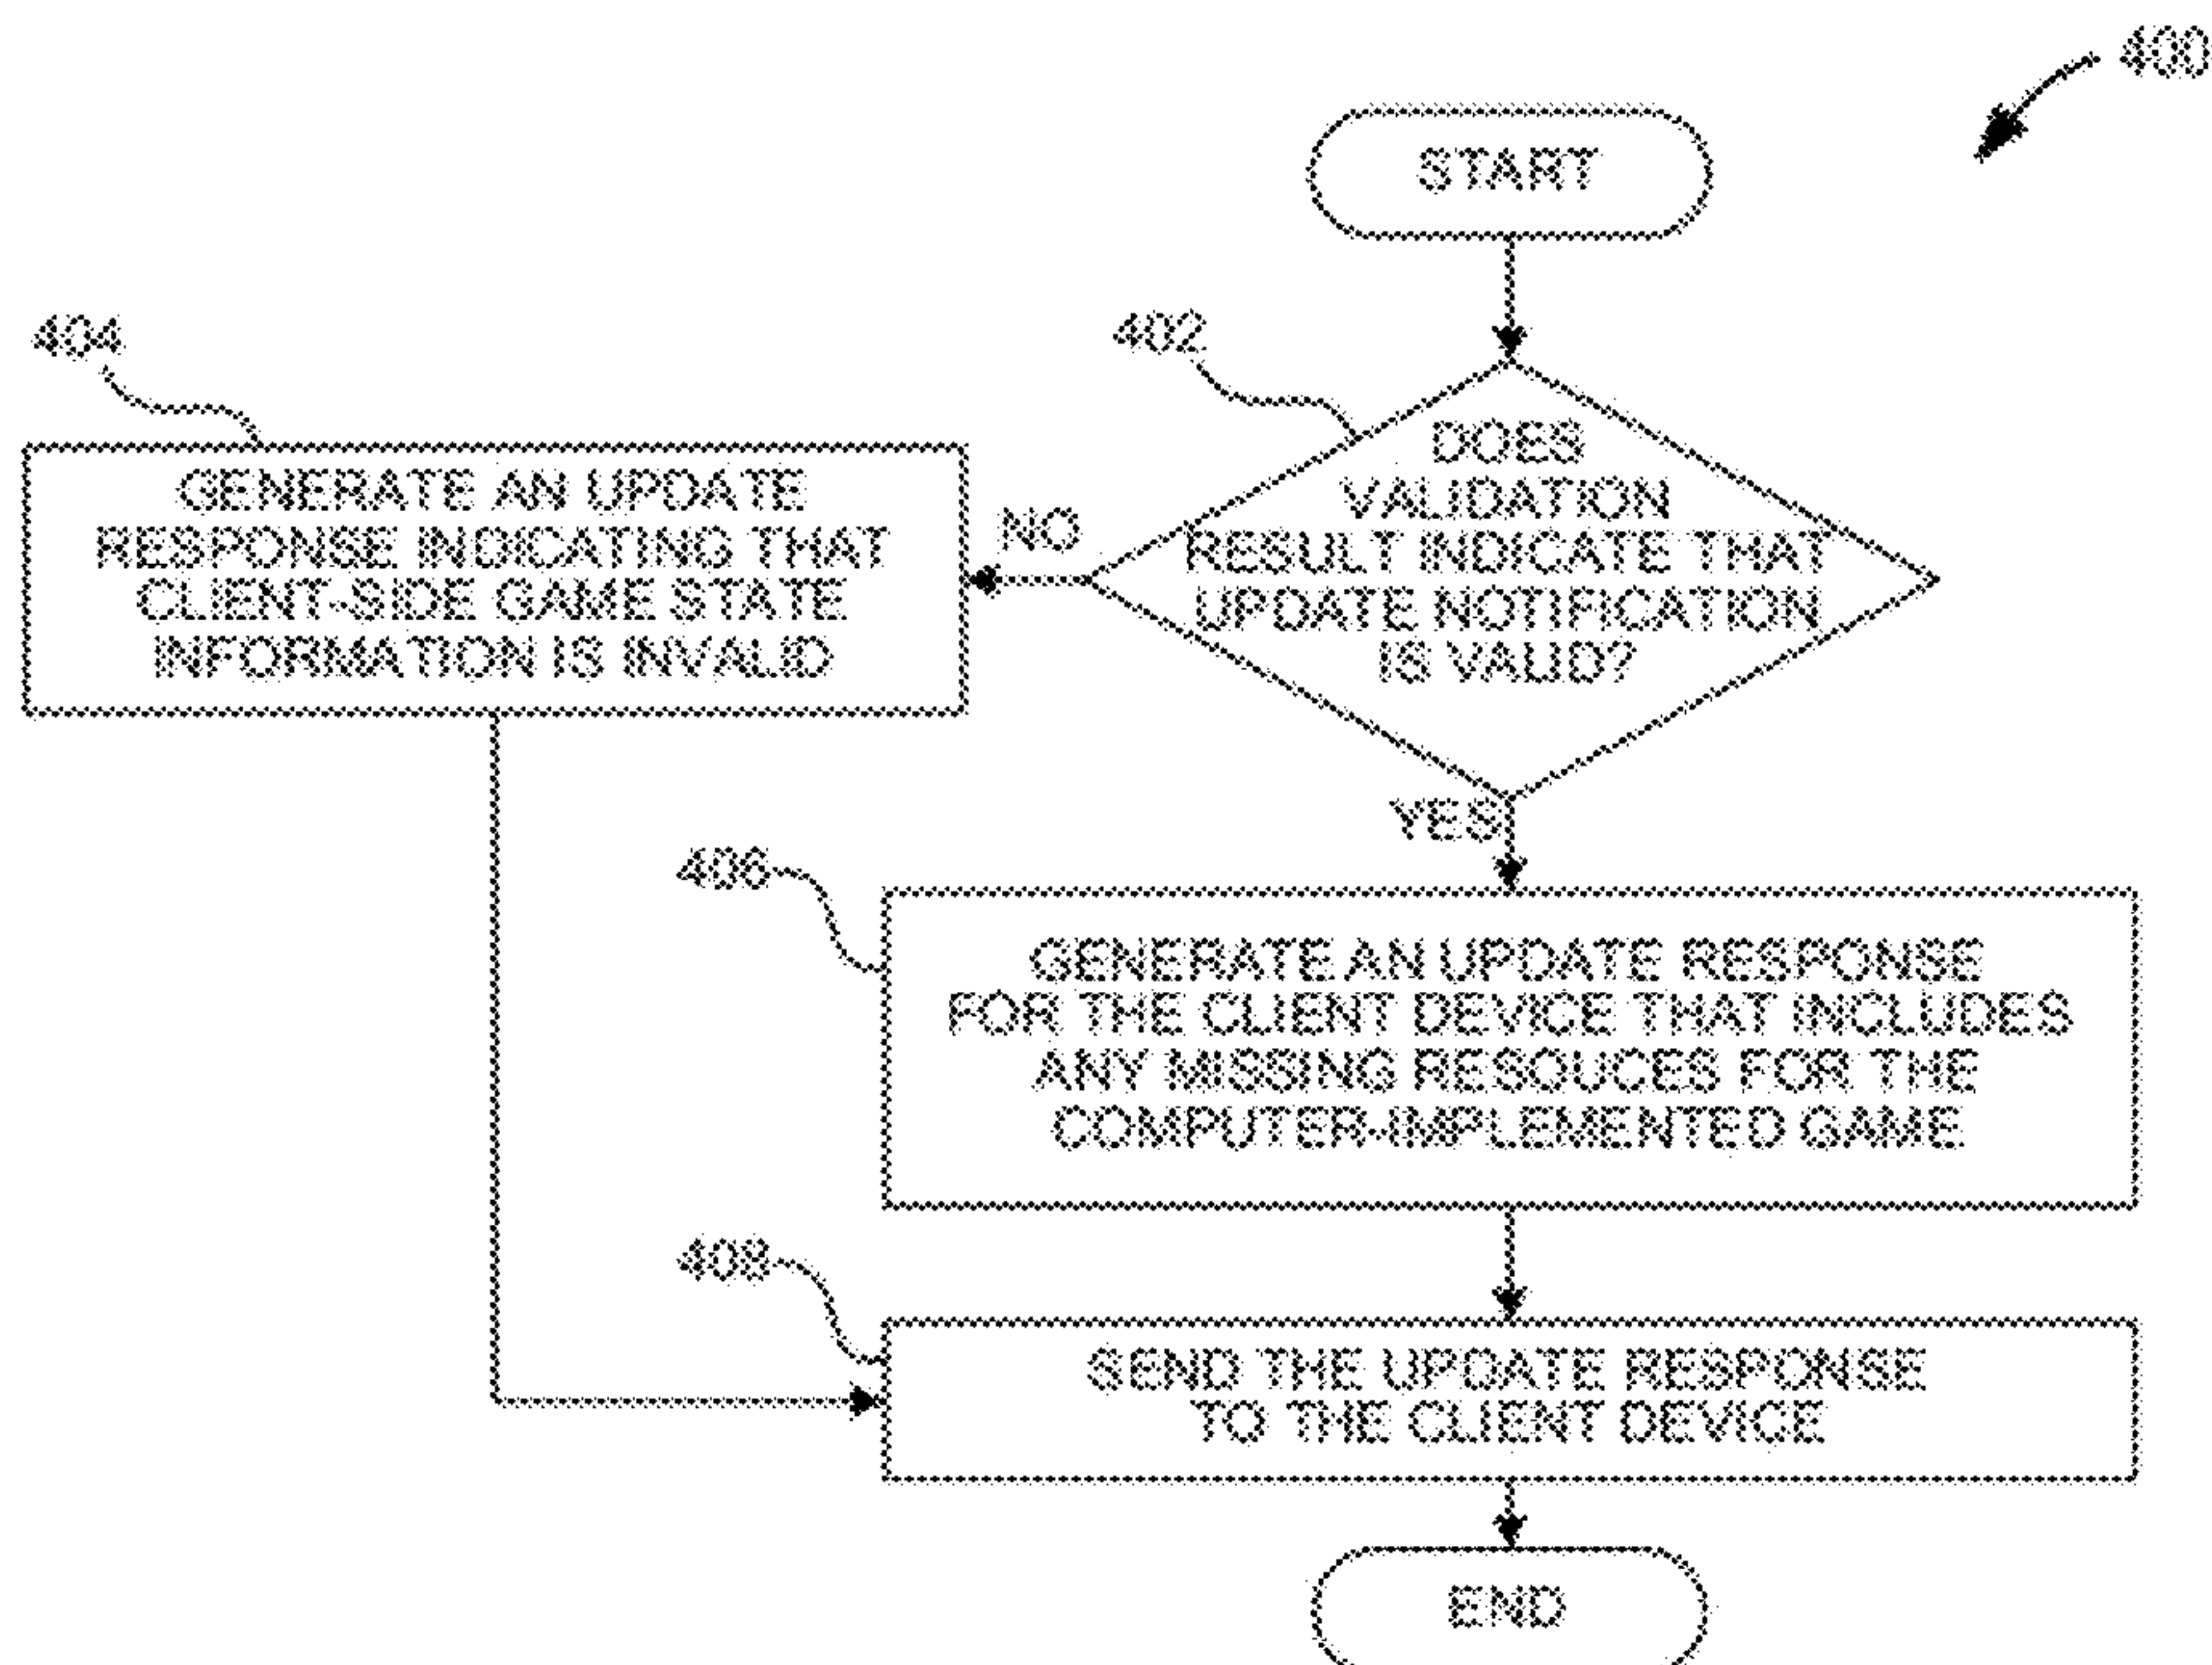 400
START
402
DOES
VALIDATION
RESULT INDICATE THAT
UPDATE NOTIFICATION
IS VALID?
NO
404
GENERATE AN UPDATE
RESPONSE INDICATING THAT
CLIENT-SIDE GAME STATE
INFORMATION IS INVALID
YES
406
GENERATE AN UPDATE RESPONSE
FOR THE CLIENT DEVICE THAT INCLUDES
ANY MISSING RESOUCES FOR THE
COMPUTER-IMPLEMENTED GAME
408
SEND THE UPDATE RESPONSE
TO THE CLIENT DEVICE
END